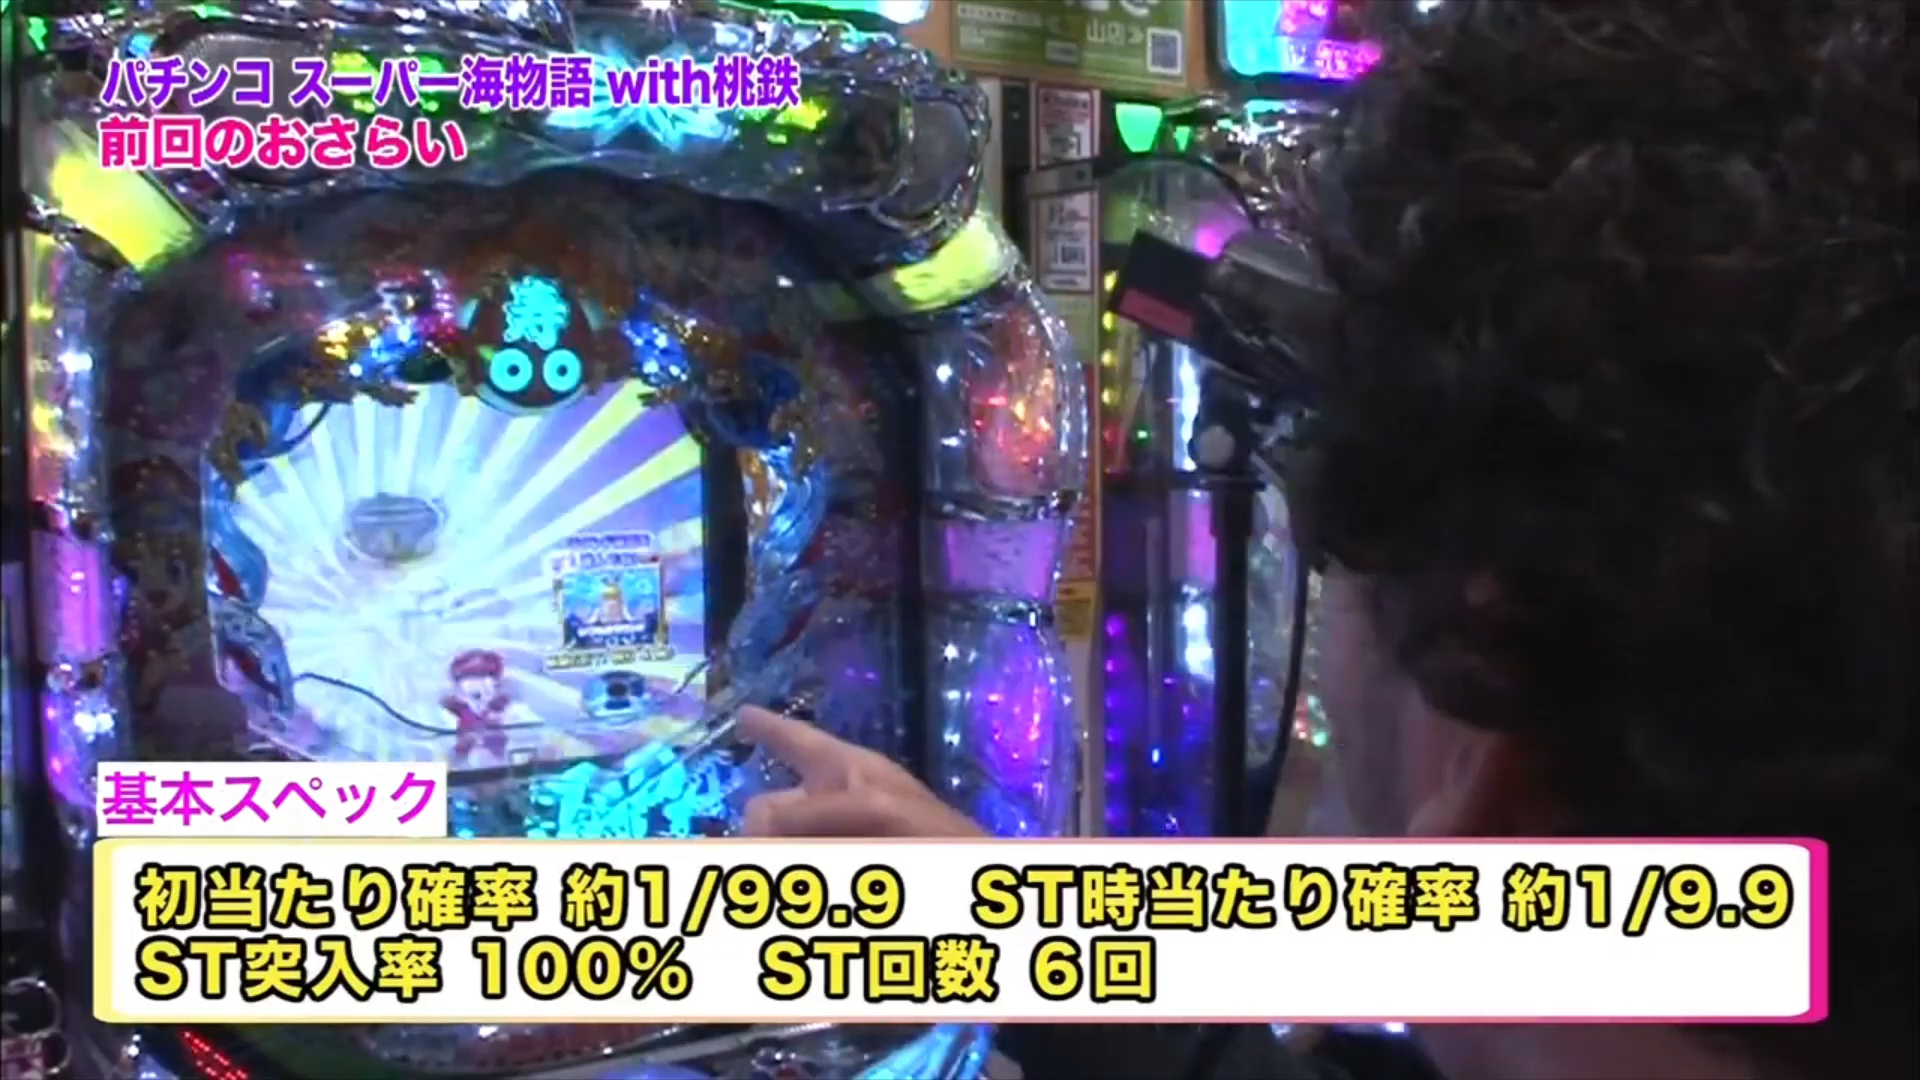 パチンコ スーパー海物語 with桃鉄
前回のおさらい
寿
基本スペック
初当たり確率 約1/99.9　ST時当たり確率 約1/9.9
ST突入率 100%　ST回数 6回